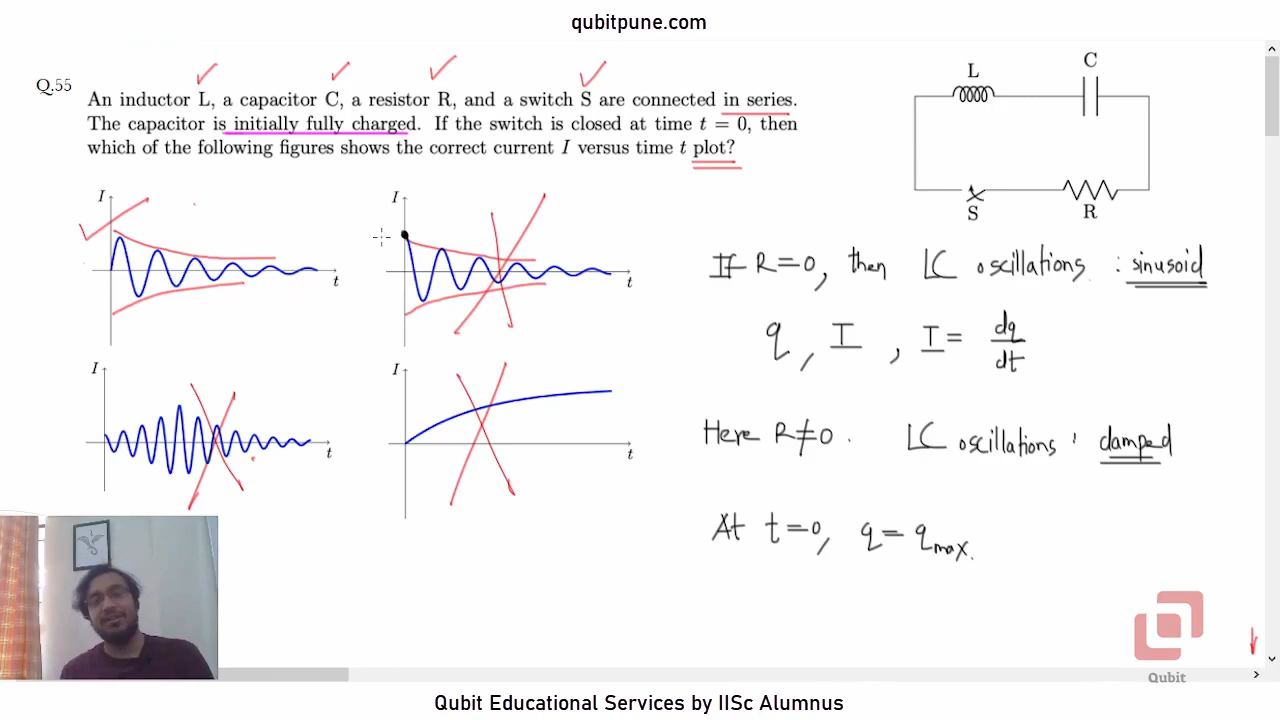 qubitpune.com
Q.55
An inductor L, a capacitor C, a resistor R, and a switch S are connected in series.
The capacitor is initially fully charged. If the switch is closed at time t = 0, then
which of the following figures shows the correct current I versus time t plot?
L
C
S
R
I
t
I
t
I
t
I
t
If R=0, then LC oscillations : sinusoid
q, I, I = dq/dt
Here R≠0. LC oscillations : damped
At t=0, q = qmax.
Qubit
Qubit Educational Services by IISc Alumnus